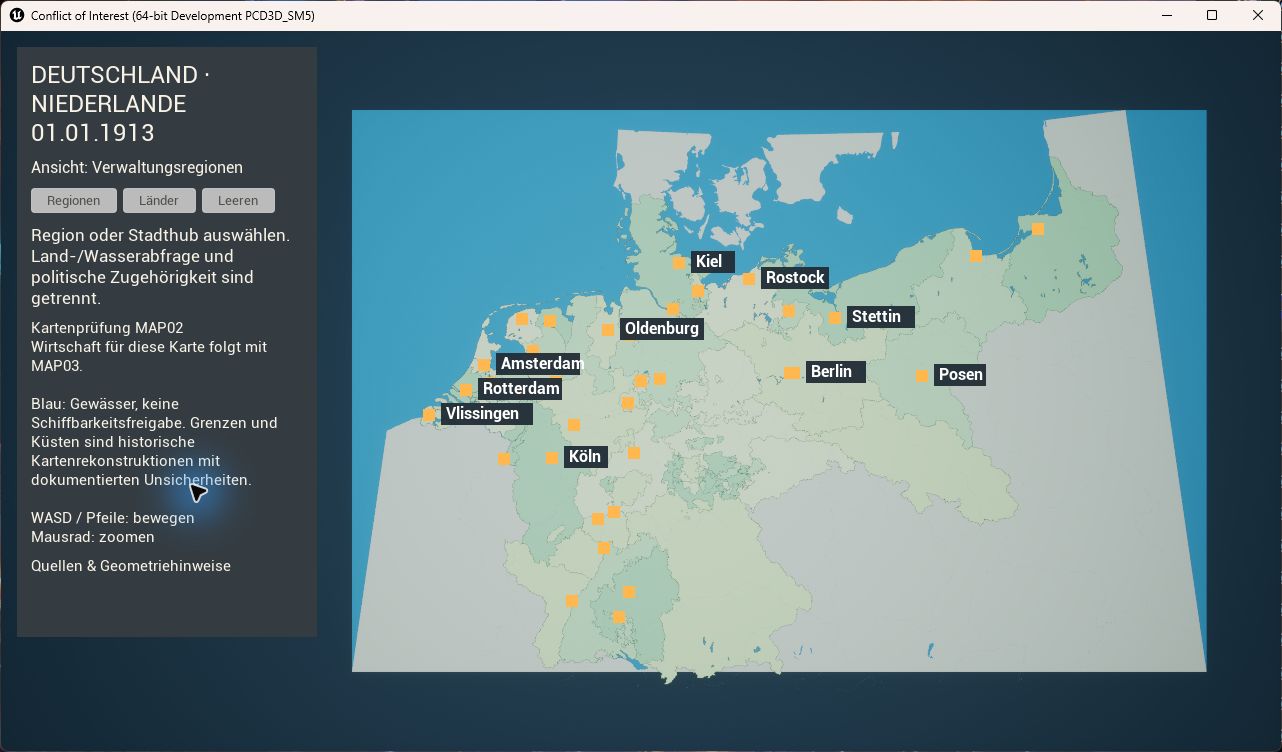 Conflict of Interest (64-bit Development PCD3D_SM5)
DEUTSCHLAND ·
NIEDERLANDE
01.01.1913
Ansicht: Verwaltungsregionen
Regionen
Länder
Leeren
Region oder Stadthub auswählen.
Land-/Wasserabfrage und
politische Zugehörigkeit sind
getrennt.
Kartenprüfung MAP02
Wirtschaft für diese Karte folgt mit
MAP03.
Blau: Gewässer, keine
Schiffbarkeitsfreigabe. Grenzen und
Küsten sind historische
Kartenrekonstruktionen mit
dokumentierten Unsicherheiten.
WASD / Pfeile: bewegen
Mausrad: zoomen
Quellen & Geometriehinweise
Kiel
Rostock
Stettin
Oldenburg
Amsterdam
Berlin
Posen
Rotterdam
Vlissingen
Köln